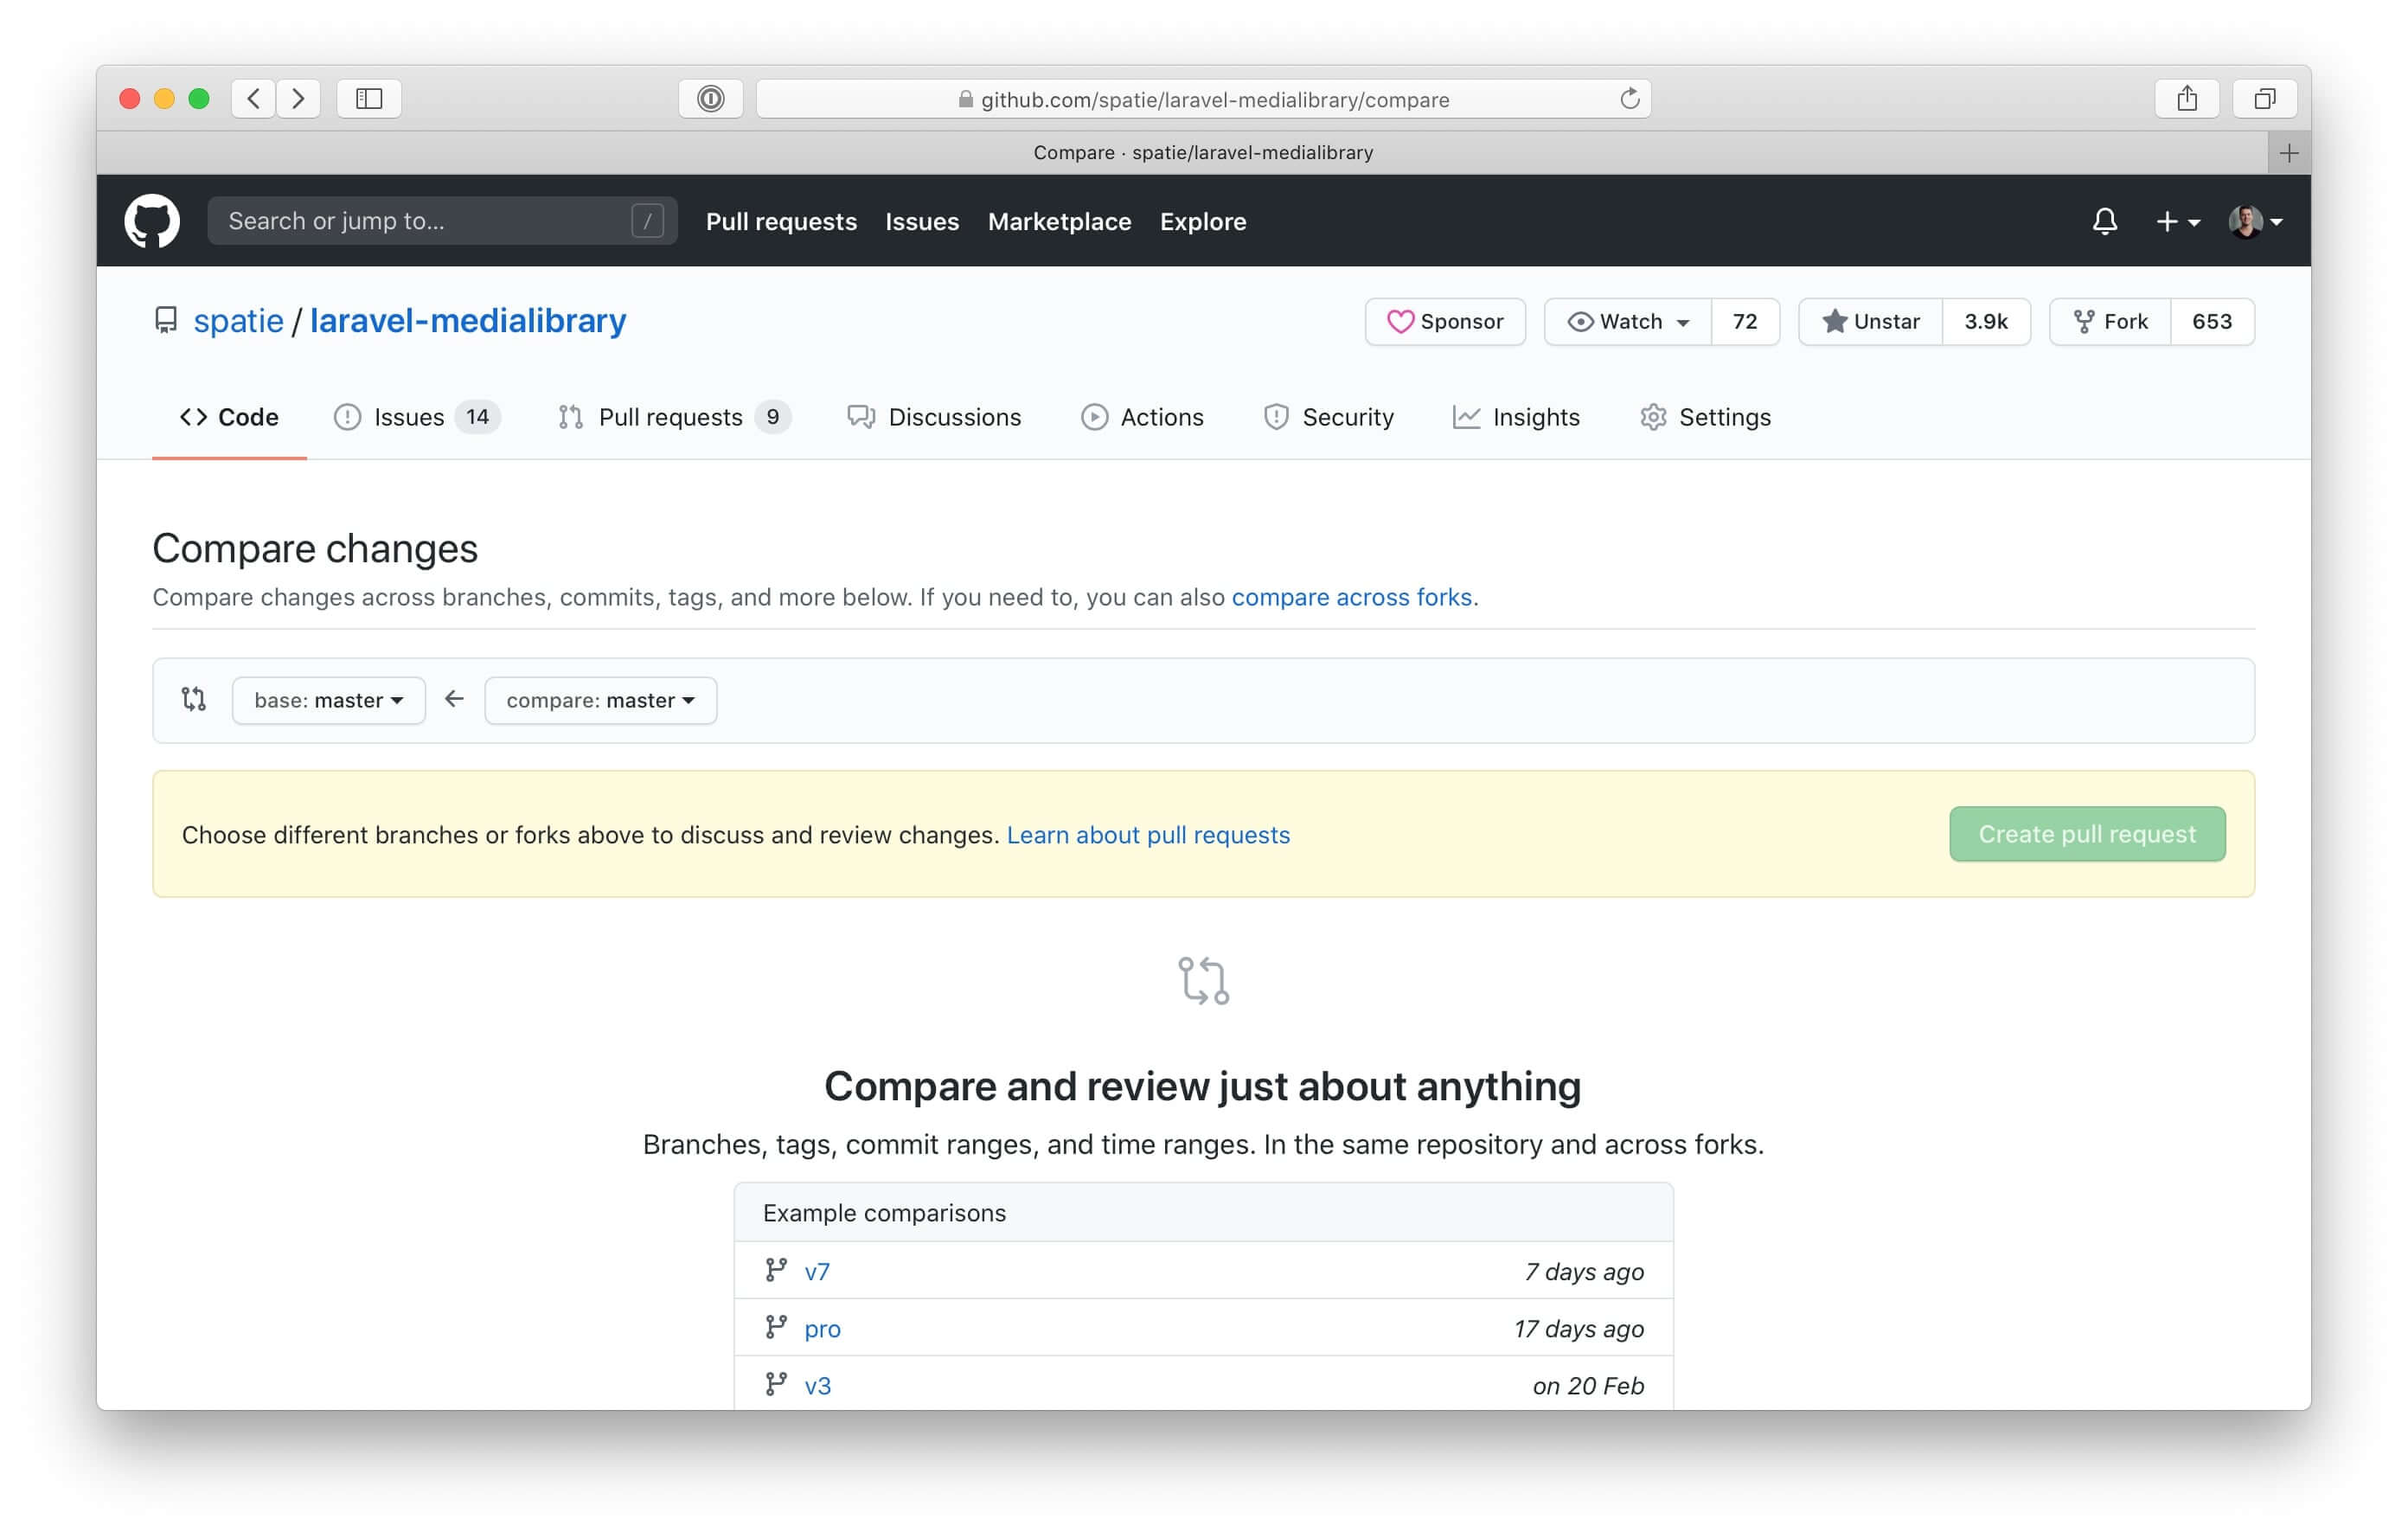 github.com/spatie/laravel-medialibrary/compare
Compare · spatie/laravel-medialibrary
Search or jump to... / Pull requests Issues Marketplace Explore
spatie / laravel-medialibrary Sponsor Watch 72 Unstar 3.9k Fork 653
Code Issues 14 Pull requests 9 Discussions Actions Security Insights Settings
Compare changes
Compare changes across branches, commits, tags, and more below. If you need to, you can also compare across forks.
base: master compare: master
Choose different branches or forks above to discuss and review changes. Learn about pull requests Create pull request
Compare and review just about anything
Branches, tags, commit ranges, and time ranges. In the same repository and across forks.
Example comparisons
v7 7 days ago
pro 17 days ago
v3 on 20 Feb